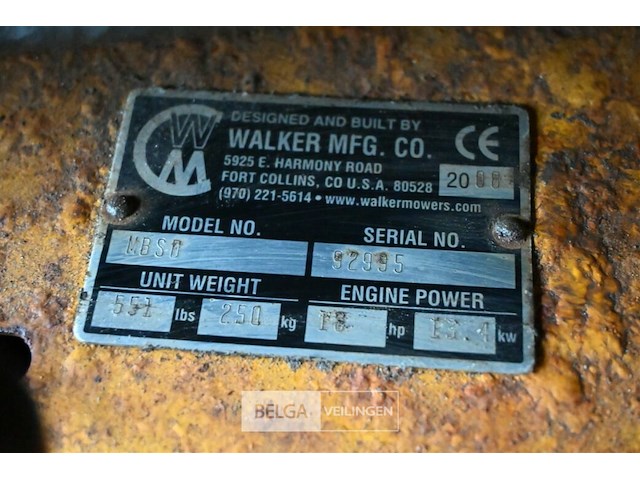 WM
DESIGNED AND BUILT BY
WALKER MFG. CO.
5925 E. HARMONY ROAD
FORT COLLINS, CO U.S.A. 80528
(970) 221-5614 • www.walkermowers.com
CE
MODEL NO.
SERIAL NO.
52995
UNIT WEIGHT
ENGINE POWER
551 lbs 250 kg hp 13.4 kw
BELGA VEILINGEN